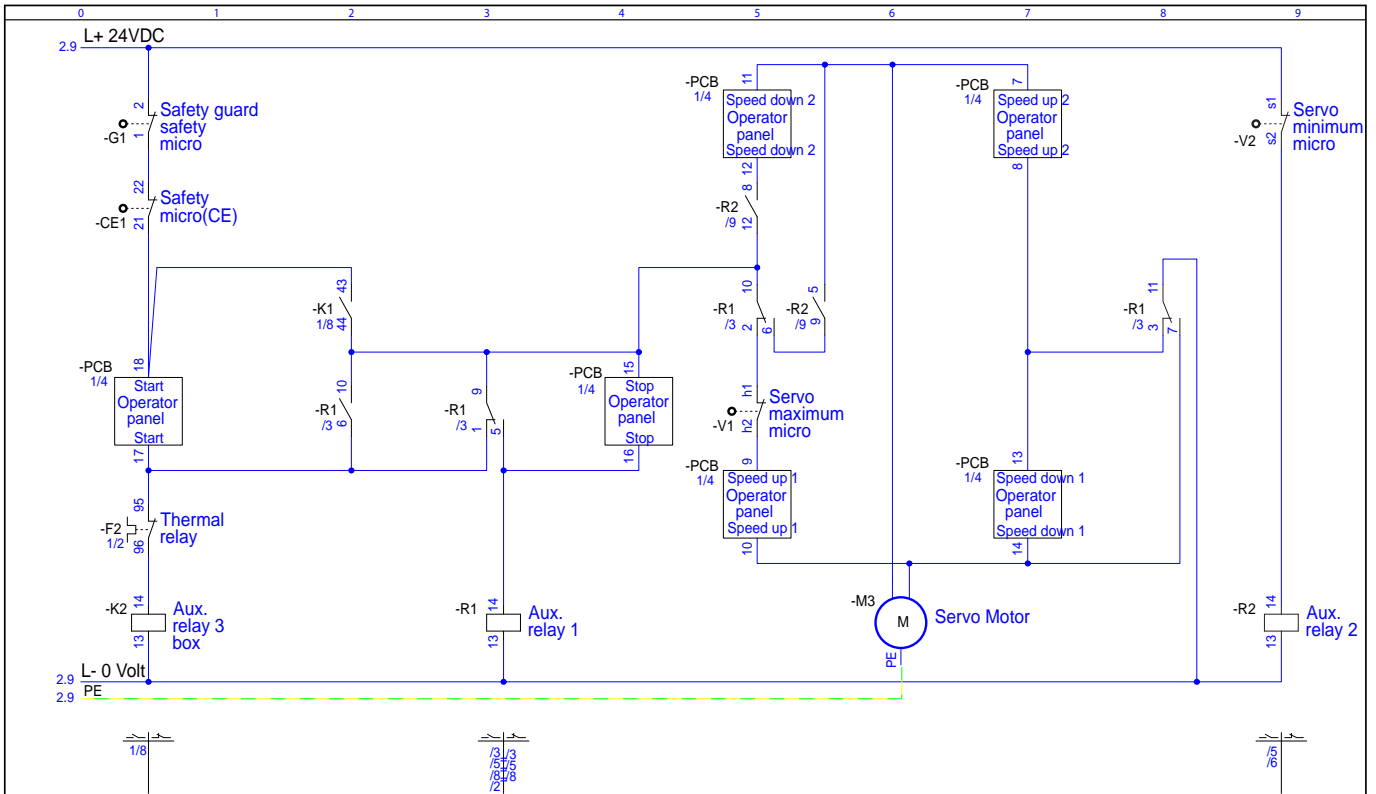 0 1 2 3 4 5 6 7 8 9
L+ 24VDC
2.9
2
1
-G1
Safety guard
safety
micro
22
21
-CE1
Safety
micro(CE)
43
44
-K1
1/8
-PCB
1/4
18
Start
Operator
panel
Start
17
10
6
-R1
/3
9
1
5
-R1
/3
-PCB
1/4
15
Stop
Operator
panel
Stop
16
95
96
-F2
1/2
Thermal
relay
-K2
14
13
Aux.
relay 3
box
-R1
14
13
Aux.
relay 1
-PCB
1/4
11
Speed down 2
Operator
panel
Speed down 2
12
8
12
-R2
/9
10
2
6
-R1
/3
5
9
-R2
/9
h1
h2
-V1
Servo
maximum
micro
-PCB
1/4
9
Speed up 1
Operator
panel
Speed up 1
10
-PCB
1/4
7
Speed up 2
Operator
panel
Speed up 2
8
11
3
7
-R1
/3
-PCB
1/4
13
Speed down 1
Operator
panel
Speed down 1
14
-M3
M
Servo Motor
PE
s1
s2
-V2
Servo
minimum
micro
-R2
14
13
Aux.
relay 2
L- 0 Volt
2.9
PE
2.9
1/8
/3 /3
/5 /5
/8 /8
/2
/5
/6